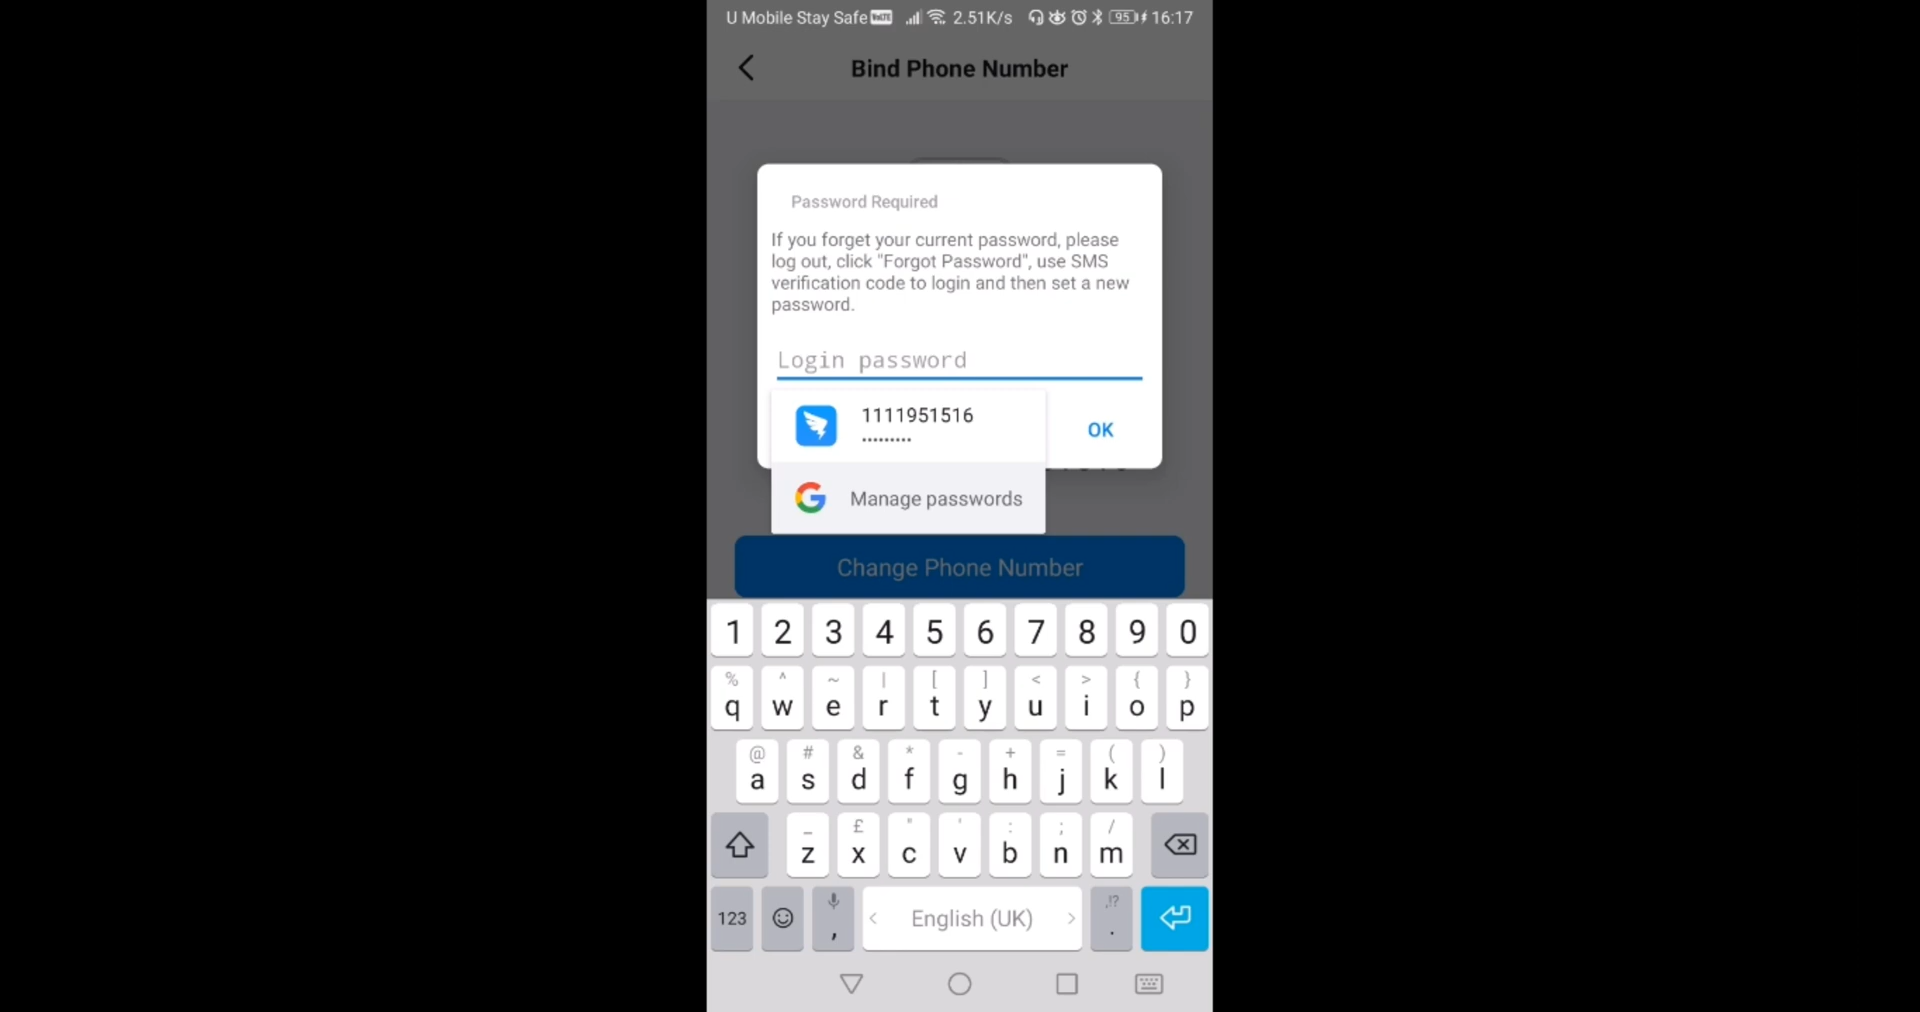 U Mobile Stay Safe VoLTE 2.51K/s 95 16:17
Bind Phone Number
Password Required
If you forget your current password, please
log out, click "Forgot Password", use SMS
verification code to login and then set a new
password.
Login password
1111951516
•••••••••
OK
Manage passwords
Change Phone Number
1 2 3 4 5 6 7 8 9 0
% ^ ~ | [ ] < > { }
q w e r t y u i o p
@ # & * - + = ( )
a s d f g h j k l
_ £ " ' : ; /
z x c v b n m
,!?
123 , < English (UK) > .